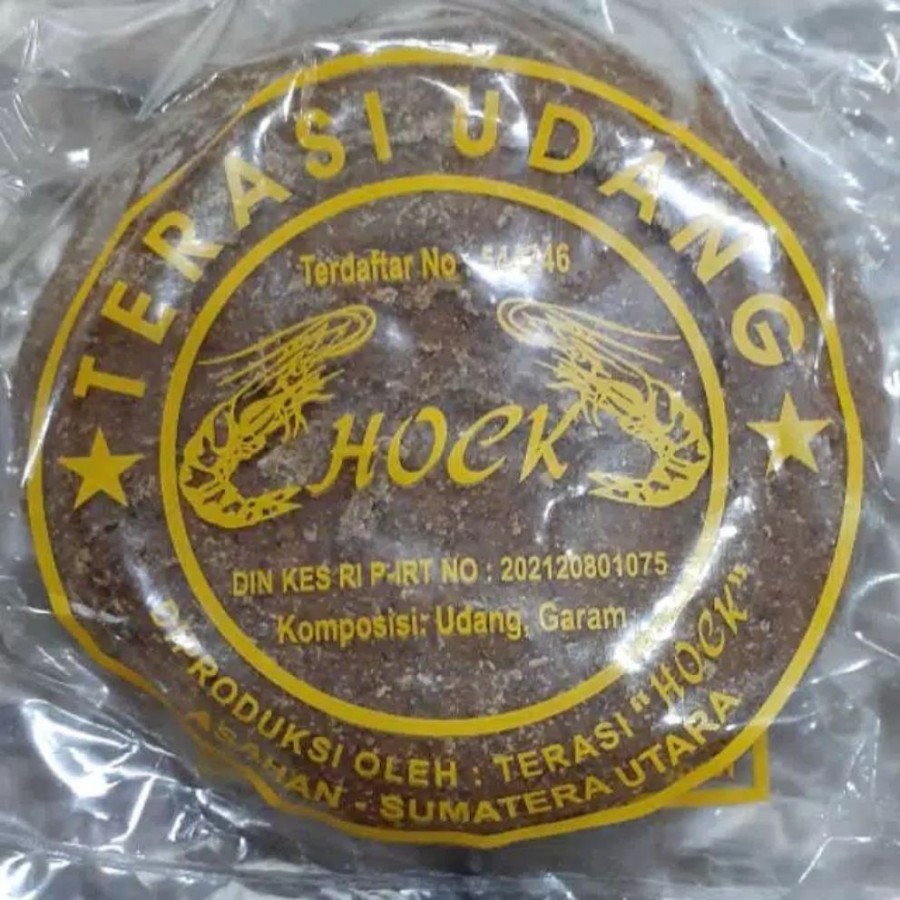 TERASI UDANG
Terdaftar No :
HOCK
DIN KES RI P-IRT NO : 202120801075
Komposisi: Udang, Garam
DIPRODUKSI OLEH : TERASI "HOCK"
ASAHAN - SUMATERA UTARA